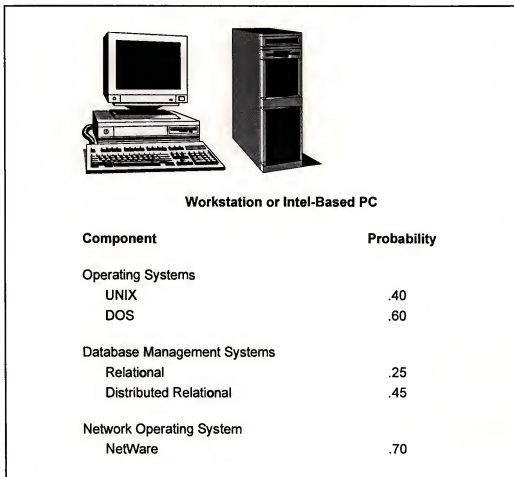 Workstation or Intel-Based PC
Component Probability
Operating Systems
UNIX .40
DOS .60
Database Management Systems
Relational .25
Distributed Relational .45
Network Operating System
NetWare .70